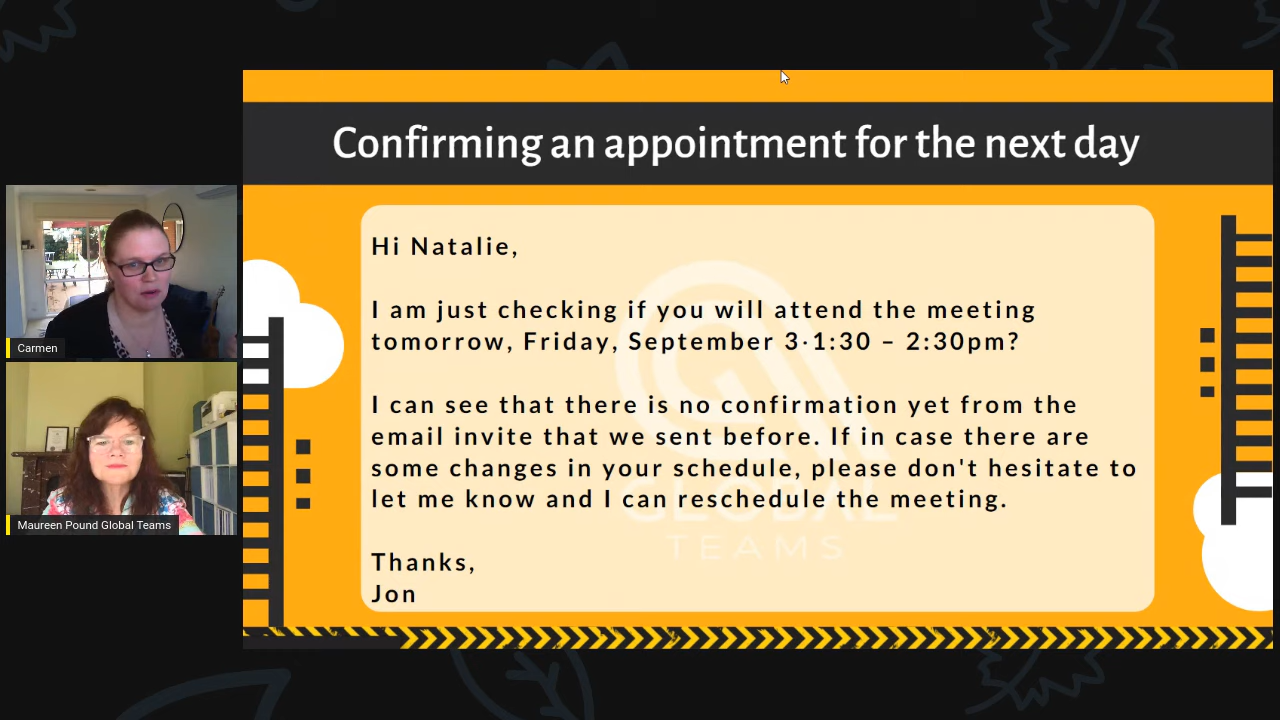 Confirming an appointment for the next day
Hi Natalie,
I am just checking if you will attend the meeting
tomorrow, Friday, September 3·1:30 – 2:30pm?
I can see that there is no confirmation yet from the
email invite that we sent before. If in case there are
some changes in your schedule, please don't hesitate to
let me know and I can reschedule the meeting.
Thanks,
Jon
GLOBAL
TEAMS
Carmen
Maureen Pound Global Teams